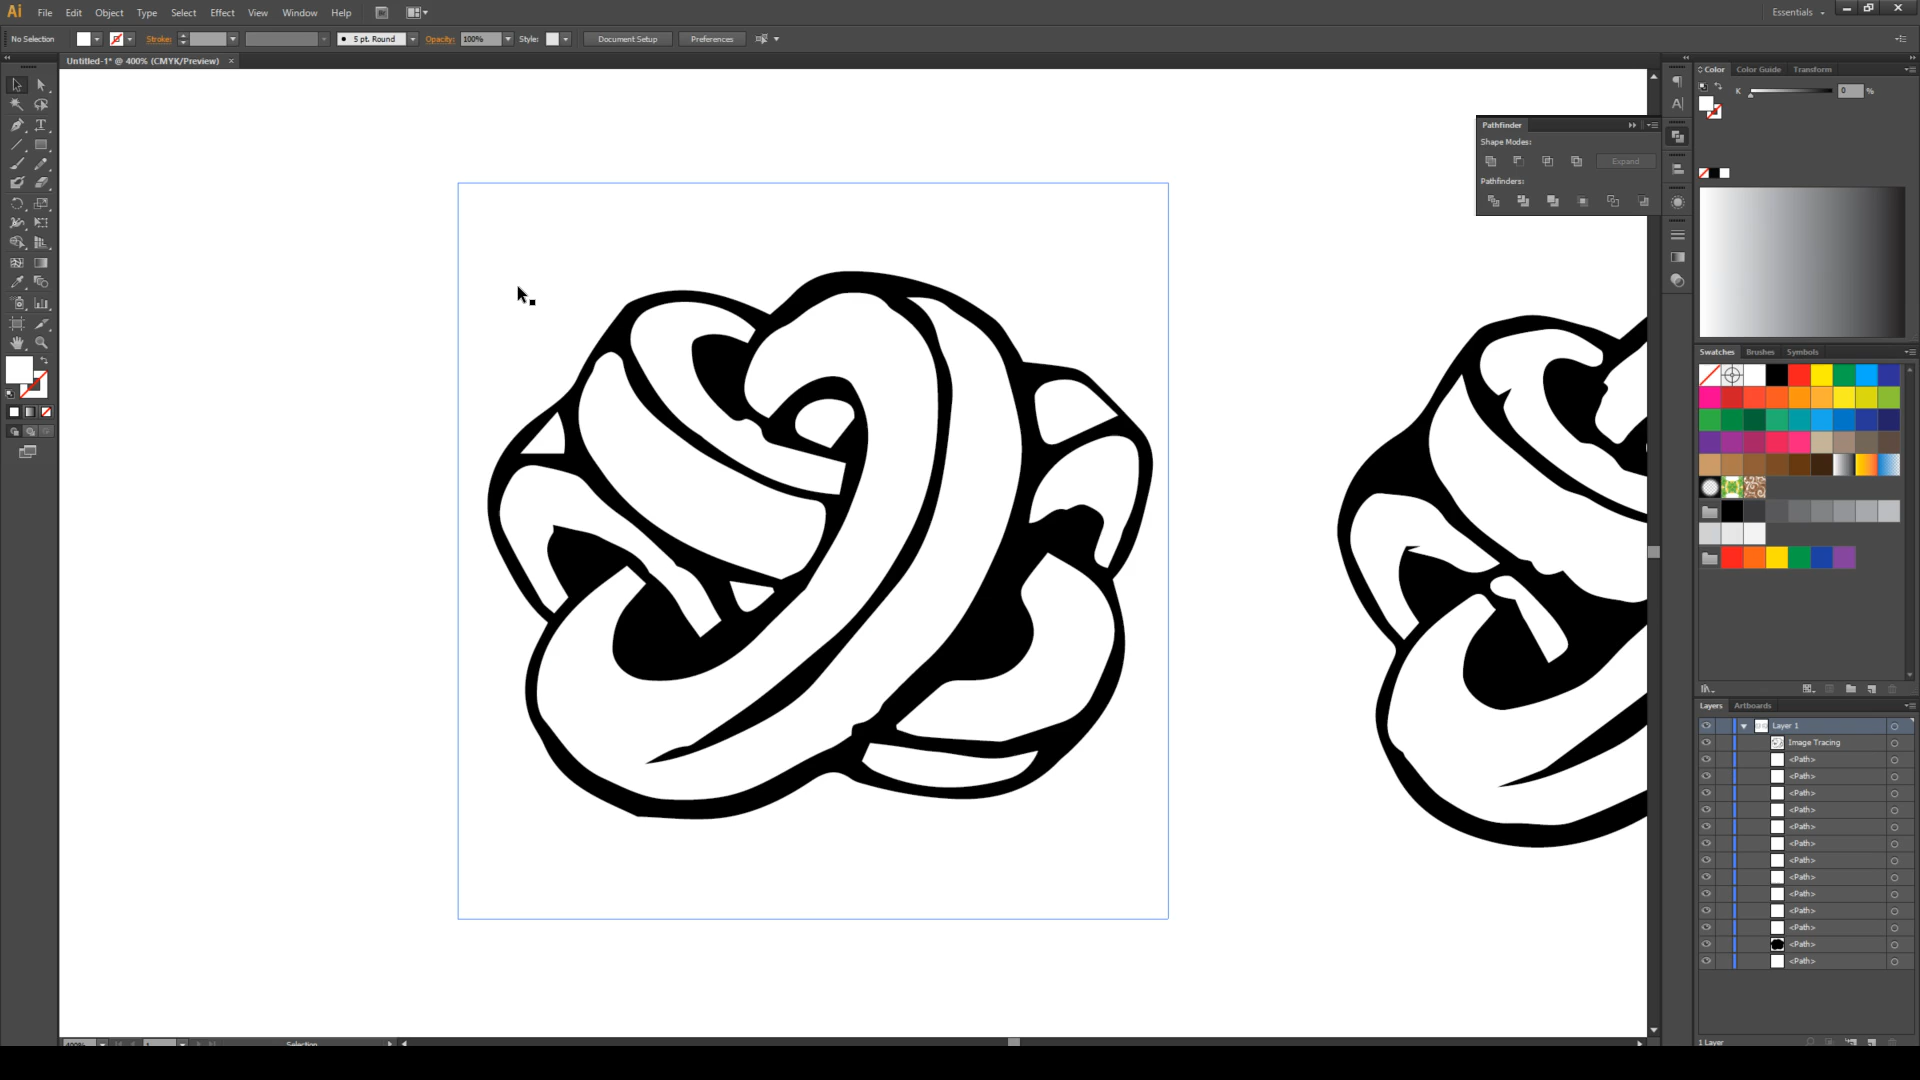 Ai File Edit Object Type Select Effect View Window Help Essentials
No Selection Stroke: 5 pt. Round Opacity: 100% Style: Document Setup Preferences
Untitled-1* @ 400% (CMYK/Preview)
Color Color Guide Transform
K 0 %
Pathfinder
Shape Modes:
Expand
Pathfinders:
Swatches Brushes Symbols
Layers Artboards
Layer 1
Image Tracing
<Path>
<Path>
<Path>
<Path>
<Path>
<Path>
<Path>
<Path>
<Path>
<Path>
<Path>
<Path>
<Path>
400% 1 Selection
1 Layer